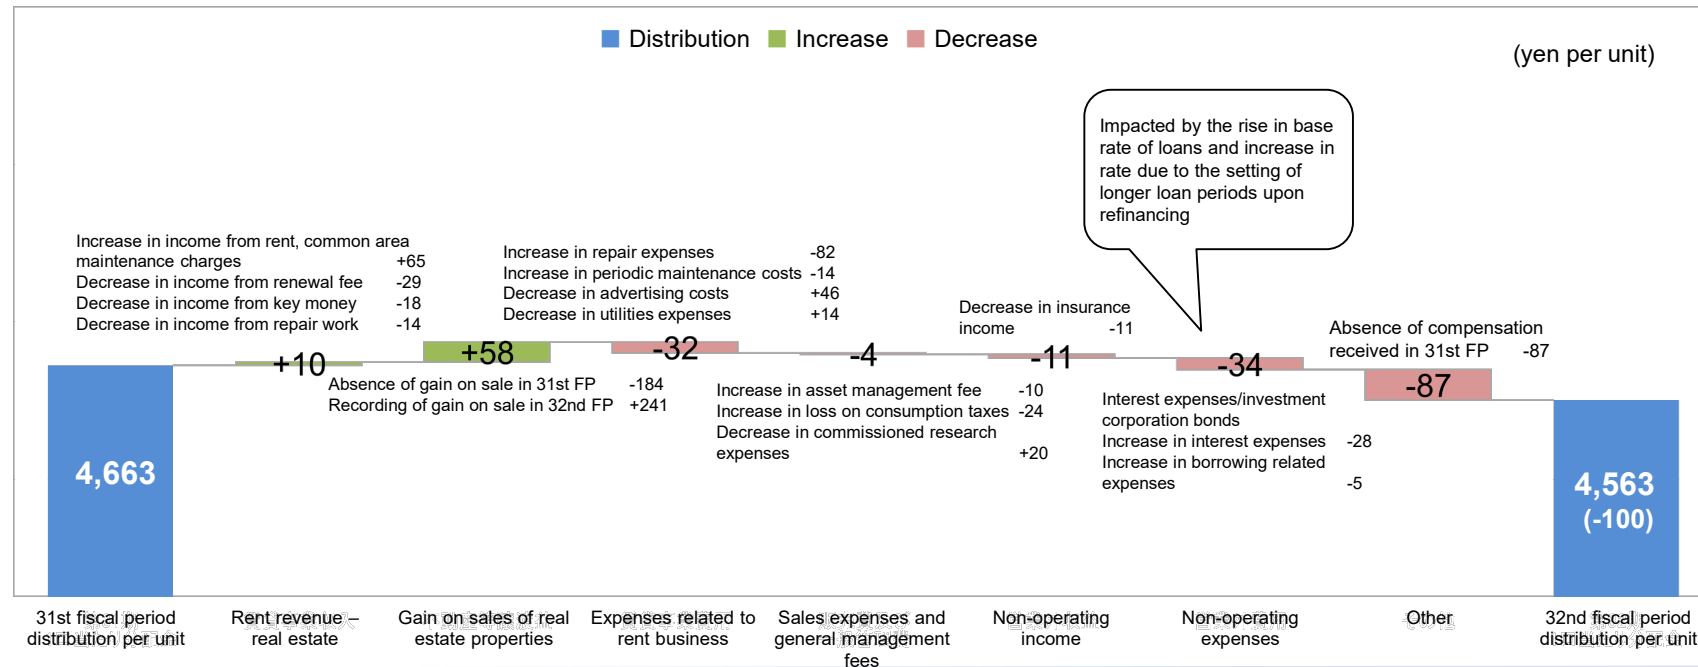 Distribution Increase Decrease
(yen per unit)
Impacted by the rise in base
rate of loans and increase in
rate due to the setting of
longer loan periods upon
refinancing
Increase in income from rent, common area
maintenance charges +65
Decrease in income from renewal fee -29
Decrease in income from key money -18
Decrease in income from repair work -14
Increase in repair expenses -82
Increase in periodic maintenance costs -14
Decrease in advertising costs +46
Decrease in utilities expenses +14
Decrease in insurance
income -11
Absence of compensation
received in 31st FP -87
+10
+58
-32
-4
-11
-34
-87
Absence of gain on sale in 31st FP -184
Recording of gain on sale in 32nd FP +241
Increase in asset management fee -10
Increase in loss on consumption taxes -24
Decrease in commissioned research
expenses +20
Interest expenses/investment
corporation bonds
Increase in interest expenses -28
Increase in borrowing related
expenses -5
4,663
4,563
(-100)
31st fiscal period
distribution per unit
Rent revenue –
real estate
Gain on sales of real
estate properties
Expenses related to
rent business
Sales expenses and
general management
fees
Non-operating
income
Non-operating
expenses
Other
32nd fiscal period
distribution per unit